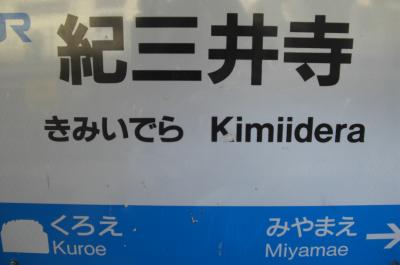 JR
紀三井寺
きみいでら Kimiidera
くろえ みやまえ
Kuroe Miyamae